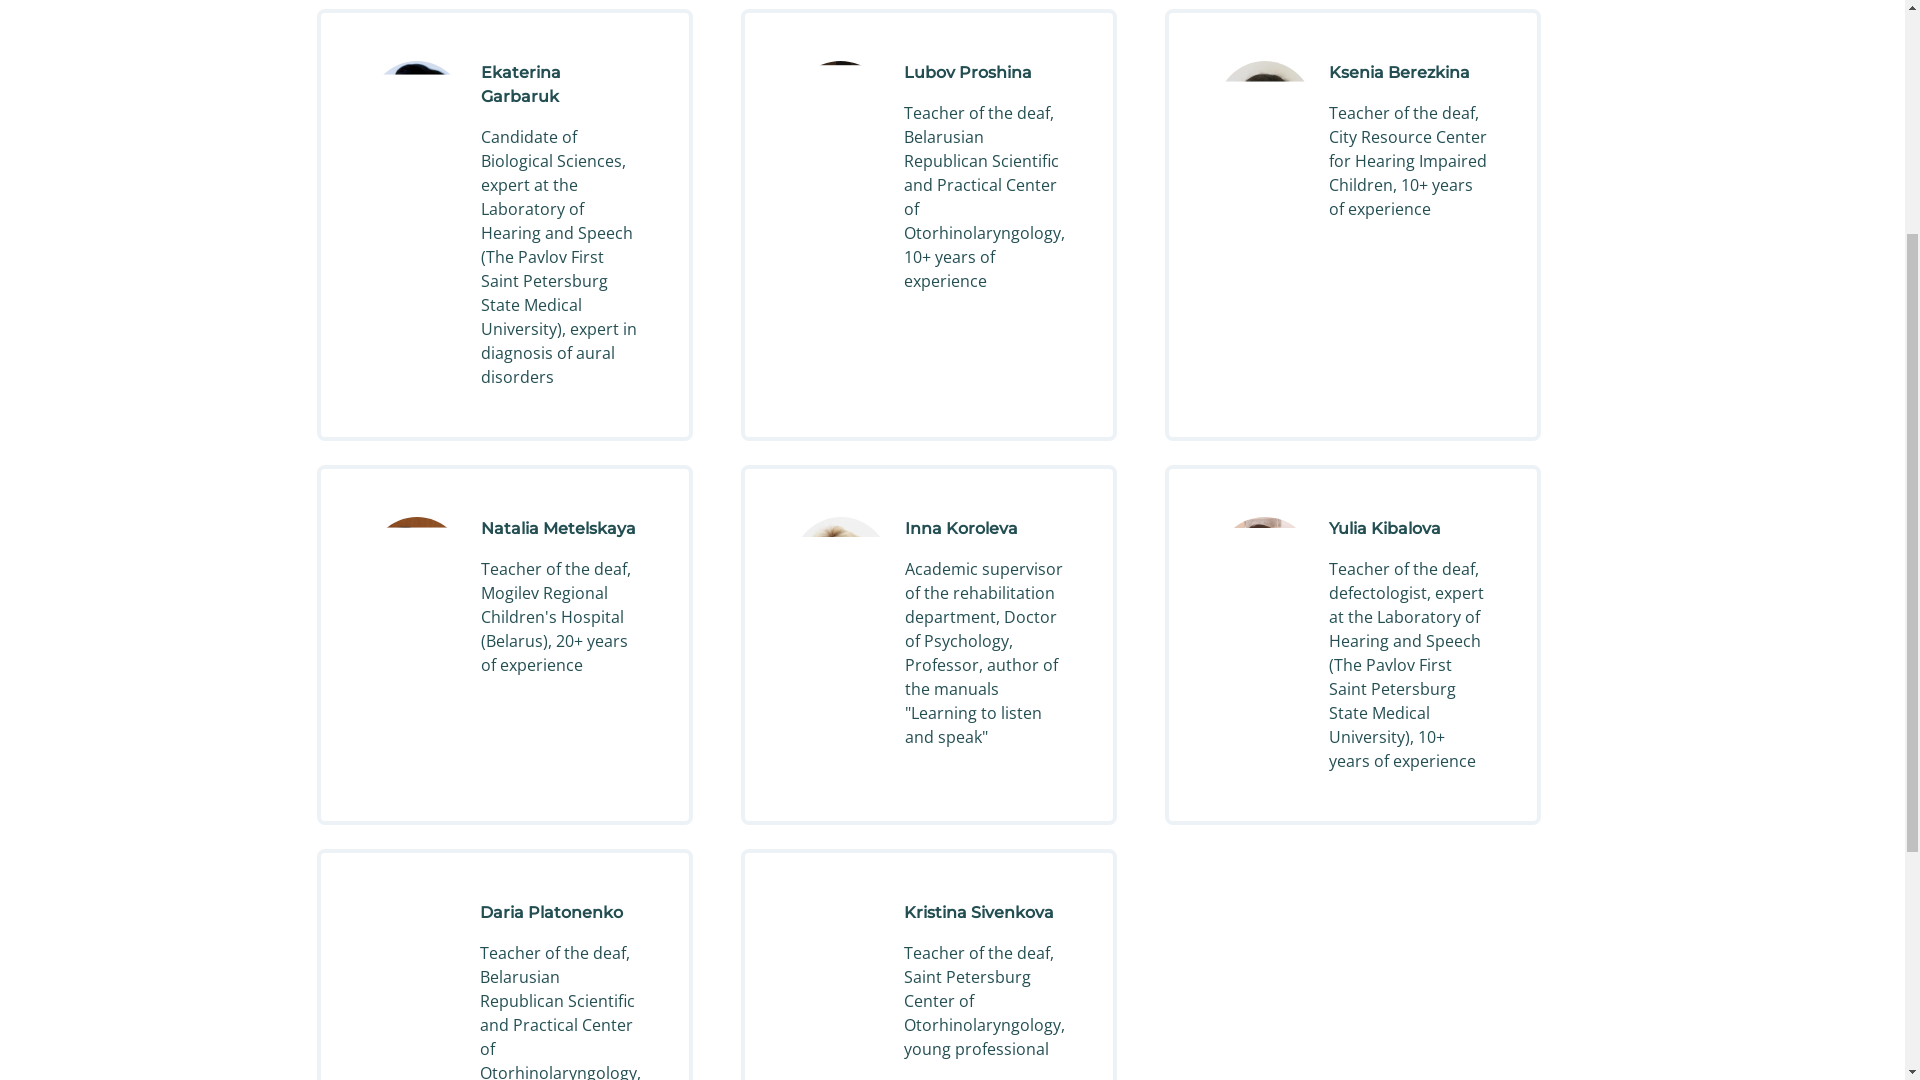 Ekaterina
Garbaruk
Candidate of
Biological Sciences,
expert at the
Laboratory of
Hearing and Speech
(The Pavlov First
Saint Petersburg
State Medical
University), expert in
diagnosis of aural
disorders
Lubov Proshina
Teacher of the deaf,
Belarusian
Republican Scientific
and Practical Center
of
Otorhinolaryngology,
10+ years of
experience
Ksenia Berezkina
Teacher of the deaf,
City Resource Center
for Hearing Impaired
Children, 10+ years
of experience
Natalia Metelskaya
Teacher of the deaf,
Mogilev Regional
Children's Hospital
(Belarus), 20+ years
of experience
Inna Koroleva
Academic supervisor
of the rehabilitation
department, Doctor
of Psychology,
Professor, author of
the manuals
"Learning to listen
and speak"
Yulia Kibalova
Teacher of the deaf,
defectologist, expert
at the Laboratory of
Hearing and Speech
(The Pavlov First
Saint Petersburg
State Medical
University), 10+
years of experience
Daria Platonenko
Teacher of the deaf,
Belarusian
Republican Scientific
and Practical Center
of
Otorhinolaryngology,
Kristina Sivenkova
Teacher of the deaf,
Saint Petersburg
Center of
Otorhinolaryngology,
young professional